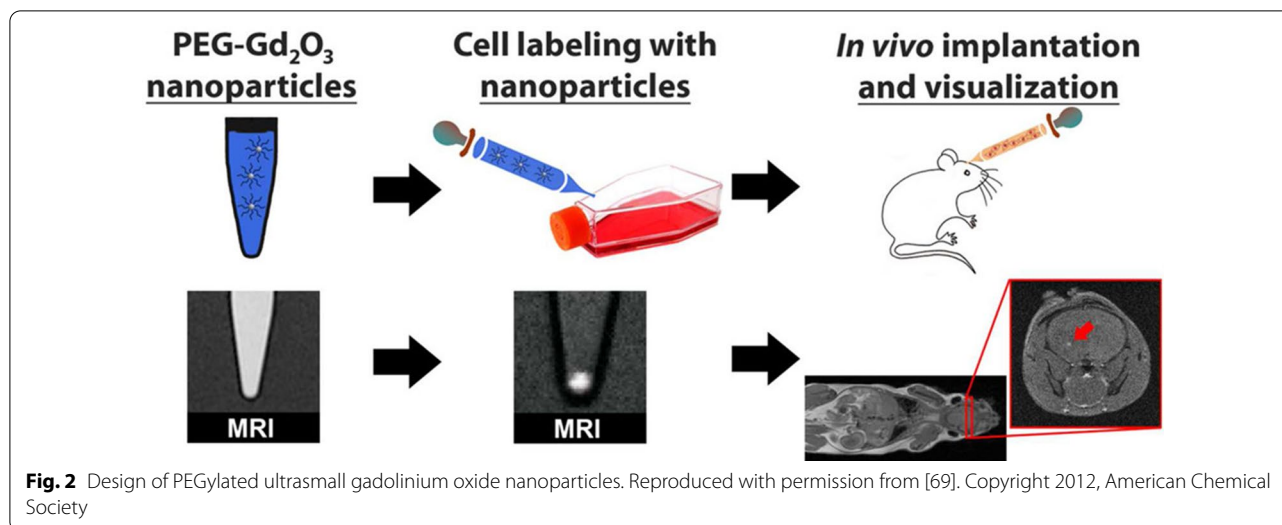 PEG-Gd₂O₃
nanoparticles
Cell labeling with
nanoparticles
In vivo implantation
and visualization
MRI
MRI
Fig. 2 Design of PEGylated ultrasmall gadolinium oxide nanoparticles. Reproduced with permission from [69]. Copyright 2012, American Chemical
Society